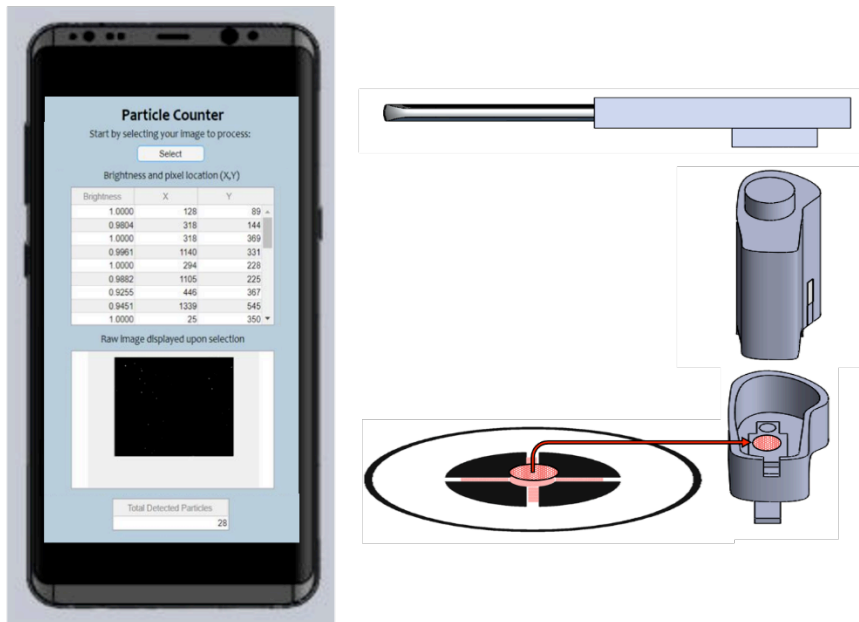 Particle Counter
Start by selecting your image to process:
Select
Brightness and pixel location (X,Y)
Brightness X Y
1.0000 128 89
0.9804 318 144
1.0000 318 369
0.9961 1140 331
1.0000 294 228
0.9882 1105 225
0.9255 446 367
0.9451 1339 545
1.0000 25 350
Raw image displayed upon selection
Total Detected Particles
28